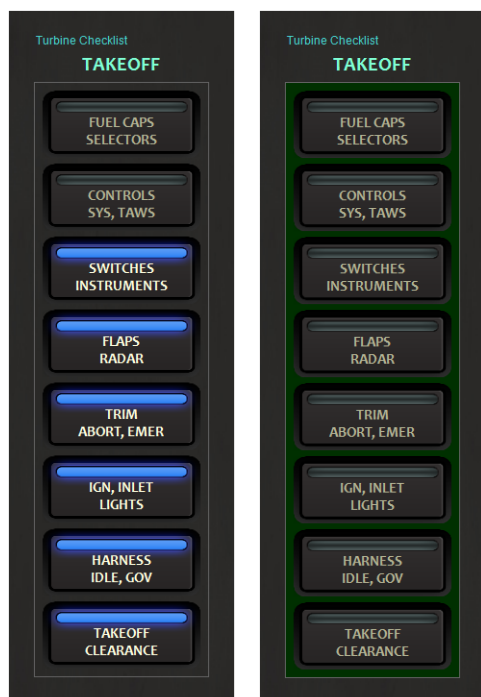 Turbine Checklist
TAKEOFF
FUEL CAPS
SELECTORS
CONTROLS
SYS, TAWS
SWITCHES
INSTRUMENTS
FLAPS
RADAR
TRIM
ABORT, EMER
IGN, INLET
LIGHTS
HARNESS
IDLE, GOV
TAKEOFF
CLEARANCE
Turbine Checklist
TAKEOFF
FUEL CAPS
SELECTORS
CONTROLS
SYS, TAWS
SWITCHES
INSTRUMENTS
FLAPS
RADAR
TRIM
ABORT, EMER
IGN, INLET
LIGHTS
HARNESS
IDLE, GOV
TAKEOFF
CLEARANCE